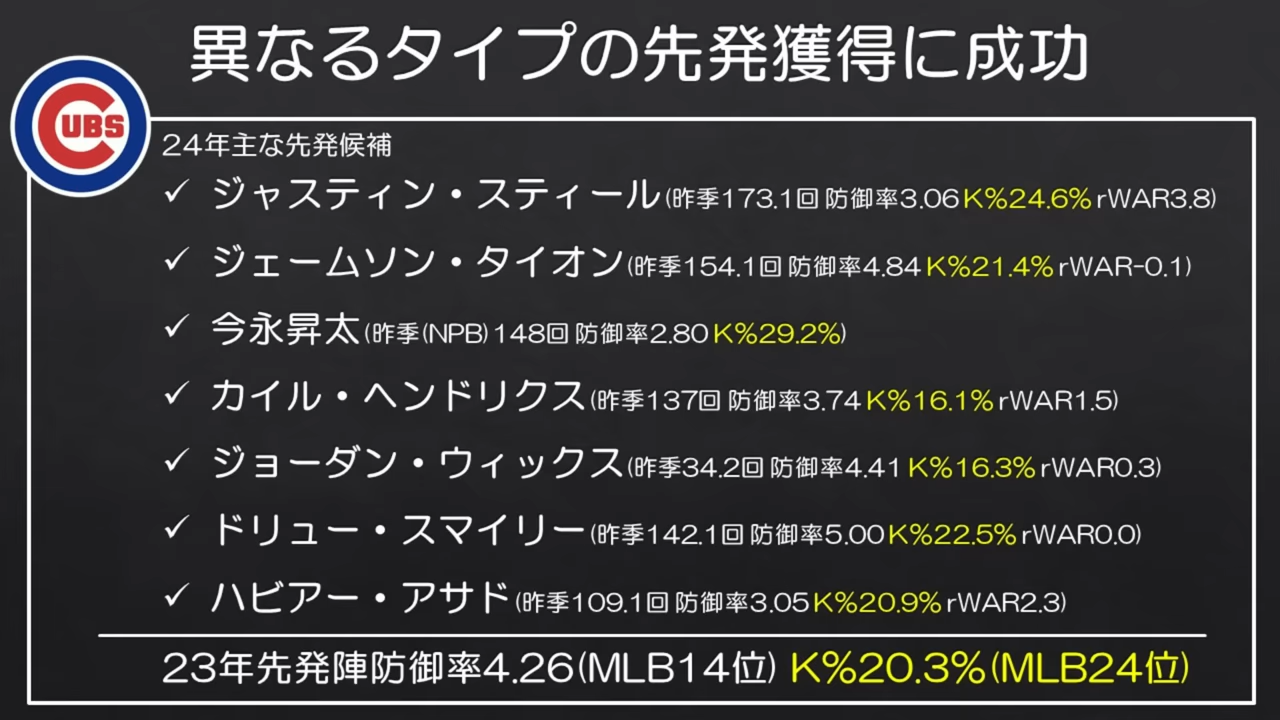 異なるタイプの先発獲得に成功
CUBS
24年主な先発候補
✓ ジャスティン・スティール(昨季173.1回 防御率3.06 K%24.6% rWAR3.8)
✓ ジェームソン・タイオン(昨季154.1回 防御率4.84 K%21.4% rWAR-0.1)
✓ 今永昇太(昨季(NPB)148回 防御率2.80 K%29.2%)
✓ カイル・ヘンドリクス(昨季137回 防御率3.74 K%16.1% rWAR1.5)
✓ ジョーダン・ウィックス(昨季34.2回 防御率4.41 K%16.3% rWAR0.3)
✓ ドリュー・スマイリー(昨季142.1回 防御率5.00 K%22.5% rWAR0.0)
✓ ハビアー・アサド(昨季109.1回 防御率3.05 K%20.9% rWAR2.3)
23年先発陣防御率4.26(MLB14位) K%20.3%(MLB24位)